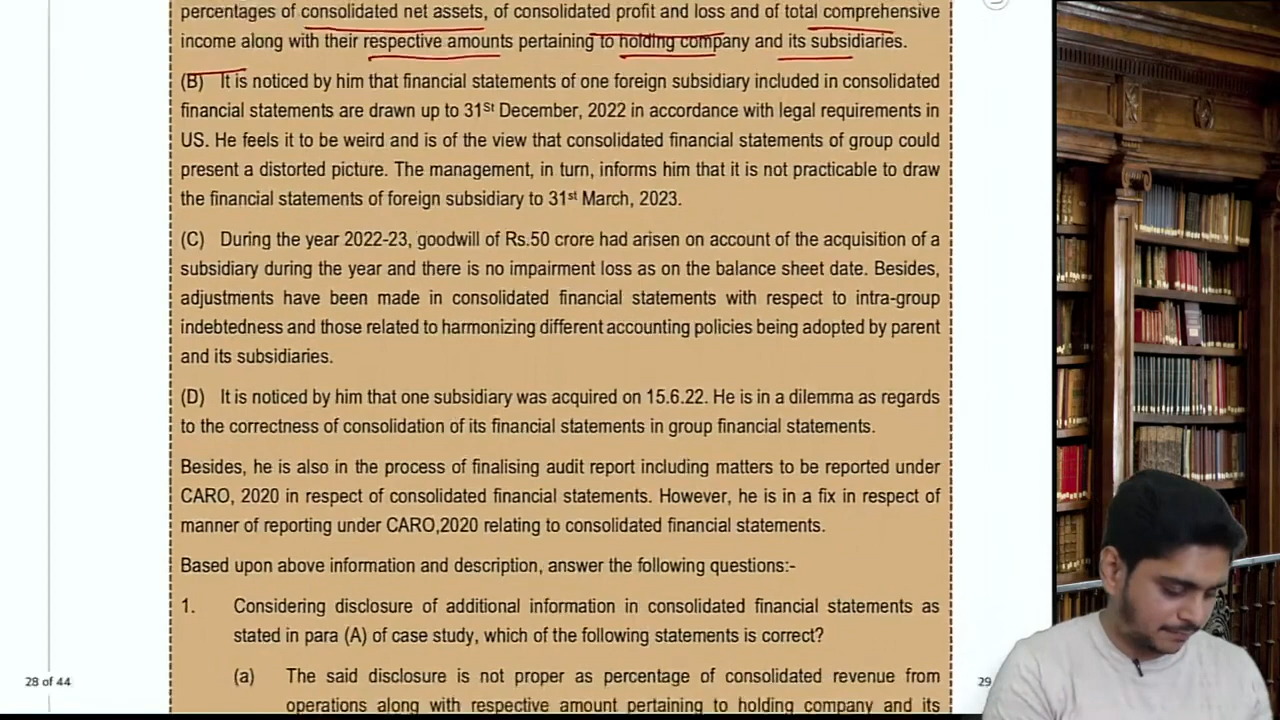 percentages of consolidated net assets, of consolidated profit and loss and of total comprehensive
income along with their respective amounts pertaining to holding company and its subsidiaries.
(B) It is noticed by him that financial statements of one foreign subsidiary included in consolidated
financial statements are drawn up to 31St December, 2022 in accordance with legal requirements in
US. He feels it to be weird and is of the view that consolidated financial statements of group could
present a distorted picture. The management, in turn, informs him that it is not practicable to draw
the financial statements of foreign subsidiary to 31st March, 2023.
(C) During the year 2022-23, goodwill of Rs.50 crore had arisen on account of the acquisition of a
subsidiary during the year and there is no impairment loss as on the balance sheet date. Besides,
adjustments have been made in consolidated financial statements with respect to intra-group
indebtedness and those related to harmonizing different accounting policies being adopted by parent
and its subsidiaries.
(D) It is noticed by him that one subsidiary was acquired on 15.6.22. He is in a dilemma as regards
to the correctness of consolidation of its financial statements in group financial statements.
Besides, he is also in the process of finalising audit report including matters to be reported under
CARO, 2020 in respect of consolidated financial statements. However, he is in a fix in respect of
manner of reporting under CARO,2020 relating to consolidated financial statements.
Based upon above information and description, answer the following questions:-
1. Considering disclosure of additional information in consolidated financial statements as
stated in para (A) of case study, which of the following statements is correct?
(a) The said disclosure is not proper as percentage of consolidated revenue from
operations along with respective amount pertaining to holding company and its
28 of 44
29